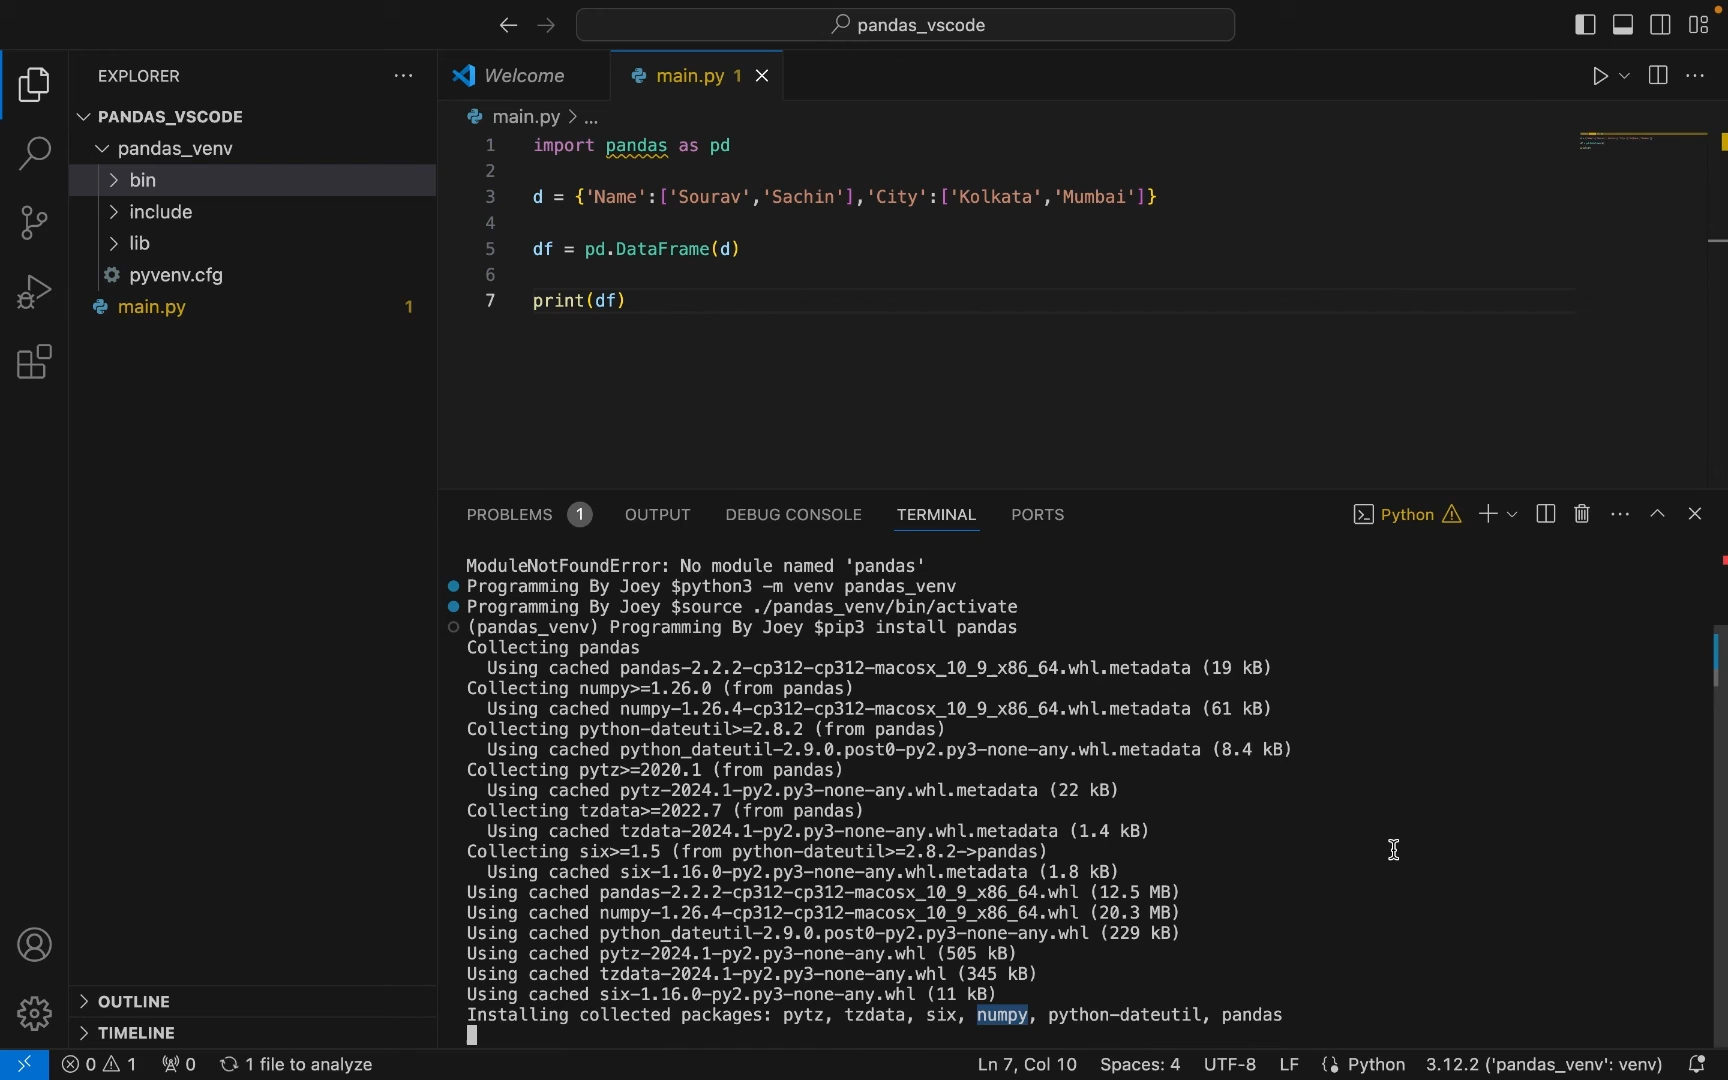 pandas_vscode
EXPLORER
PANDAS_VSCODE
pandas_venv
bin
include
lib
pyvenv.cfg
main.py 1
OUTLINE
TIMELINE
Welcome
main.py 1
main.py > ...
1 import pandas as pd
2
3 d = {'Name':['Sourav','Sachin'],'City':['Kolkata','Mumbai']}
4
5 df = pd.DataFrame(d)
6
7 print(df)
PROBLEMS 1 OUTPUT DEBUG CONSOLE TERMINAL PORTS
Python
ModuleNotFoundError: No module named 'pandas'
Programming By Joey $python3 -m venv pandas_venv
Programming By Joey $source ./pandas_venv/bin/activate
(pandas_venv) Programming By Joey $pip3 install pandas
Collecting pandas
Using cached pandas-2.2.2-cp312-cp312-macosx_10_9_x86_64.whl.metadata (19 kB)
Collecting numpy>=1.26.0 (from pandas)
Using cached numpy-1.26.4-cp312-cp312-macosx_10_9_x86_64.whl.metadata (61 kB)
Collecting python-dateutil>=2.8.2 (from pandas)
Using cached python_dateutil-2.9.0.post0-py2.py3-none-any.whl.metadata (8.4 kB)
Collecting pytz>=2020.1 (from pandas)
Using cached pytz-2024.1-py2.py3-none-any.whl.metadata (22 kB)
Collecting tzdata>=2022.7 (from pandas)
Using cached tzdata-2024.1-py2.py3-none-any.whl.metadata (1.4 kB)
Collecting six>=1.5 (from python-dateutil>=2.8.2->pandas)
Using cached six-1.16.0-py2.py3-none-any.whl.metadata (1.8 kB)
Using cached pandas-2.2.2-cp312-cp312-macosx_10_9_x86_64.whl (12.5 MB)
Using cached numpy-1.26.4-cp312-cp312-macosx_10_9_x86_64.whl (20.3 MB)
Using cached python_dateutil-2.9.0.post0-py2.py3-none-any.whl (229 kB)
Using cached pytz-2024.1-py2.py3-none-any.whl (505 kB)
Using cached tzdata-2024.1-py2.py3-none-any.whl (345 kB)
Using cached six-1.16.0-py2.py3-none-any.whl (11 kB)
Installing collected packages: pytz, tzdata, six, numpy, python-dateutil, pandas
0 1 0 1 file to analyze Ln 7, Col 10 Spaces: 4 UTF-8 LF Python 3.12.2 ('pandas_venv': venv)